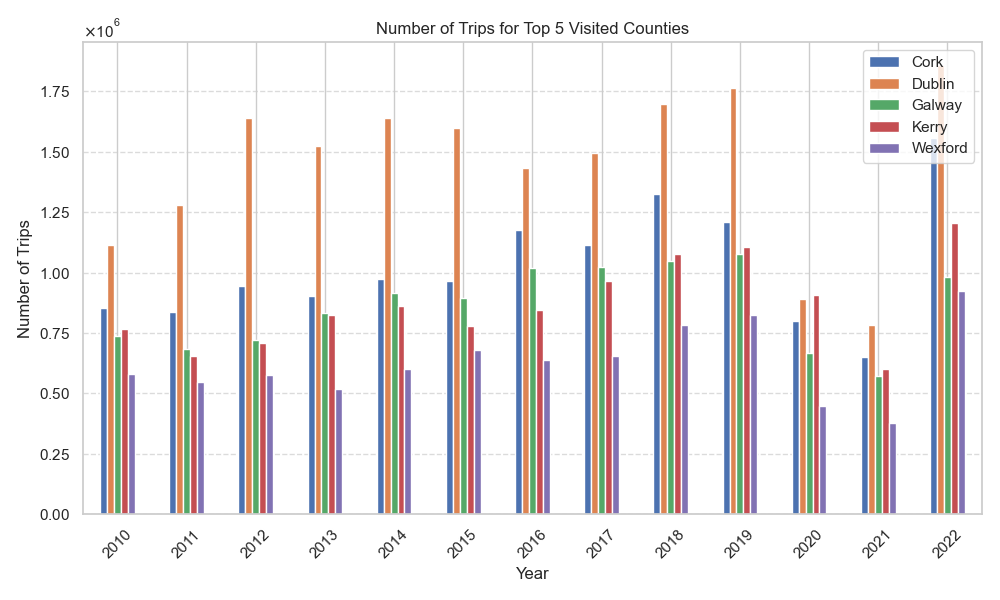 Number of Trips for Top 5 Visited Counties
×10⁶
Cork
Dublin
Galway
Kerry
Wexford
Number of Trips
1.75
1.50
1.25
1.00
0.75
0.50
0.25
0.00
2010 2011 2012 2013 2014 2015 2016 2017 2018 2019 2020 2021 2022
Year